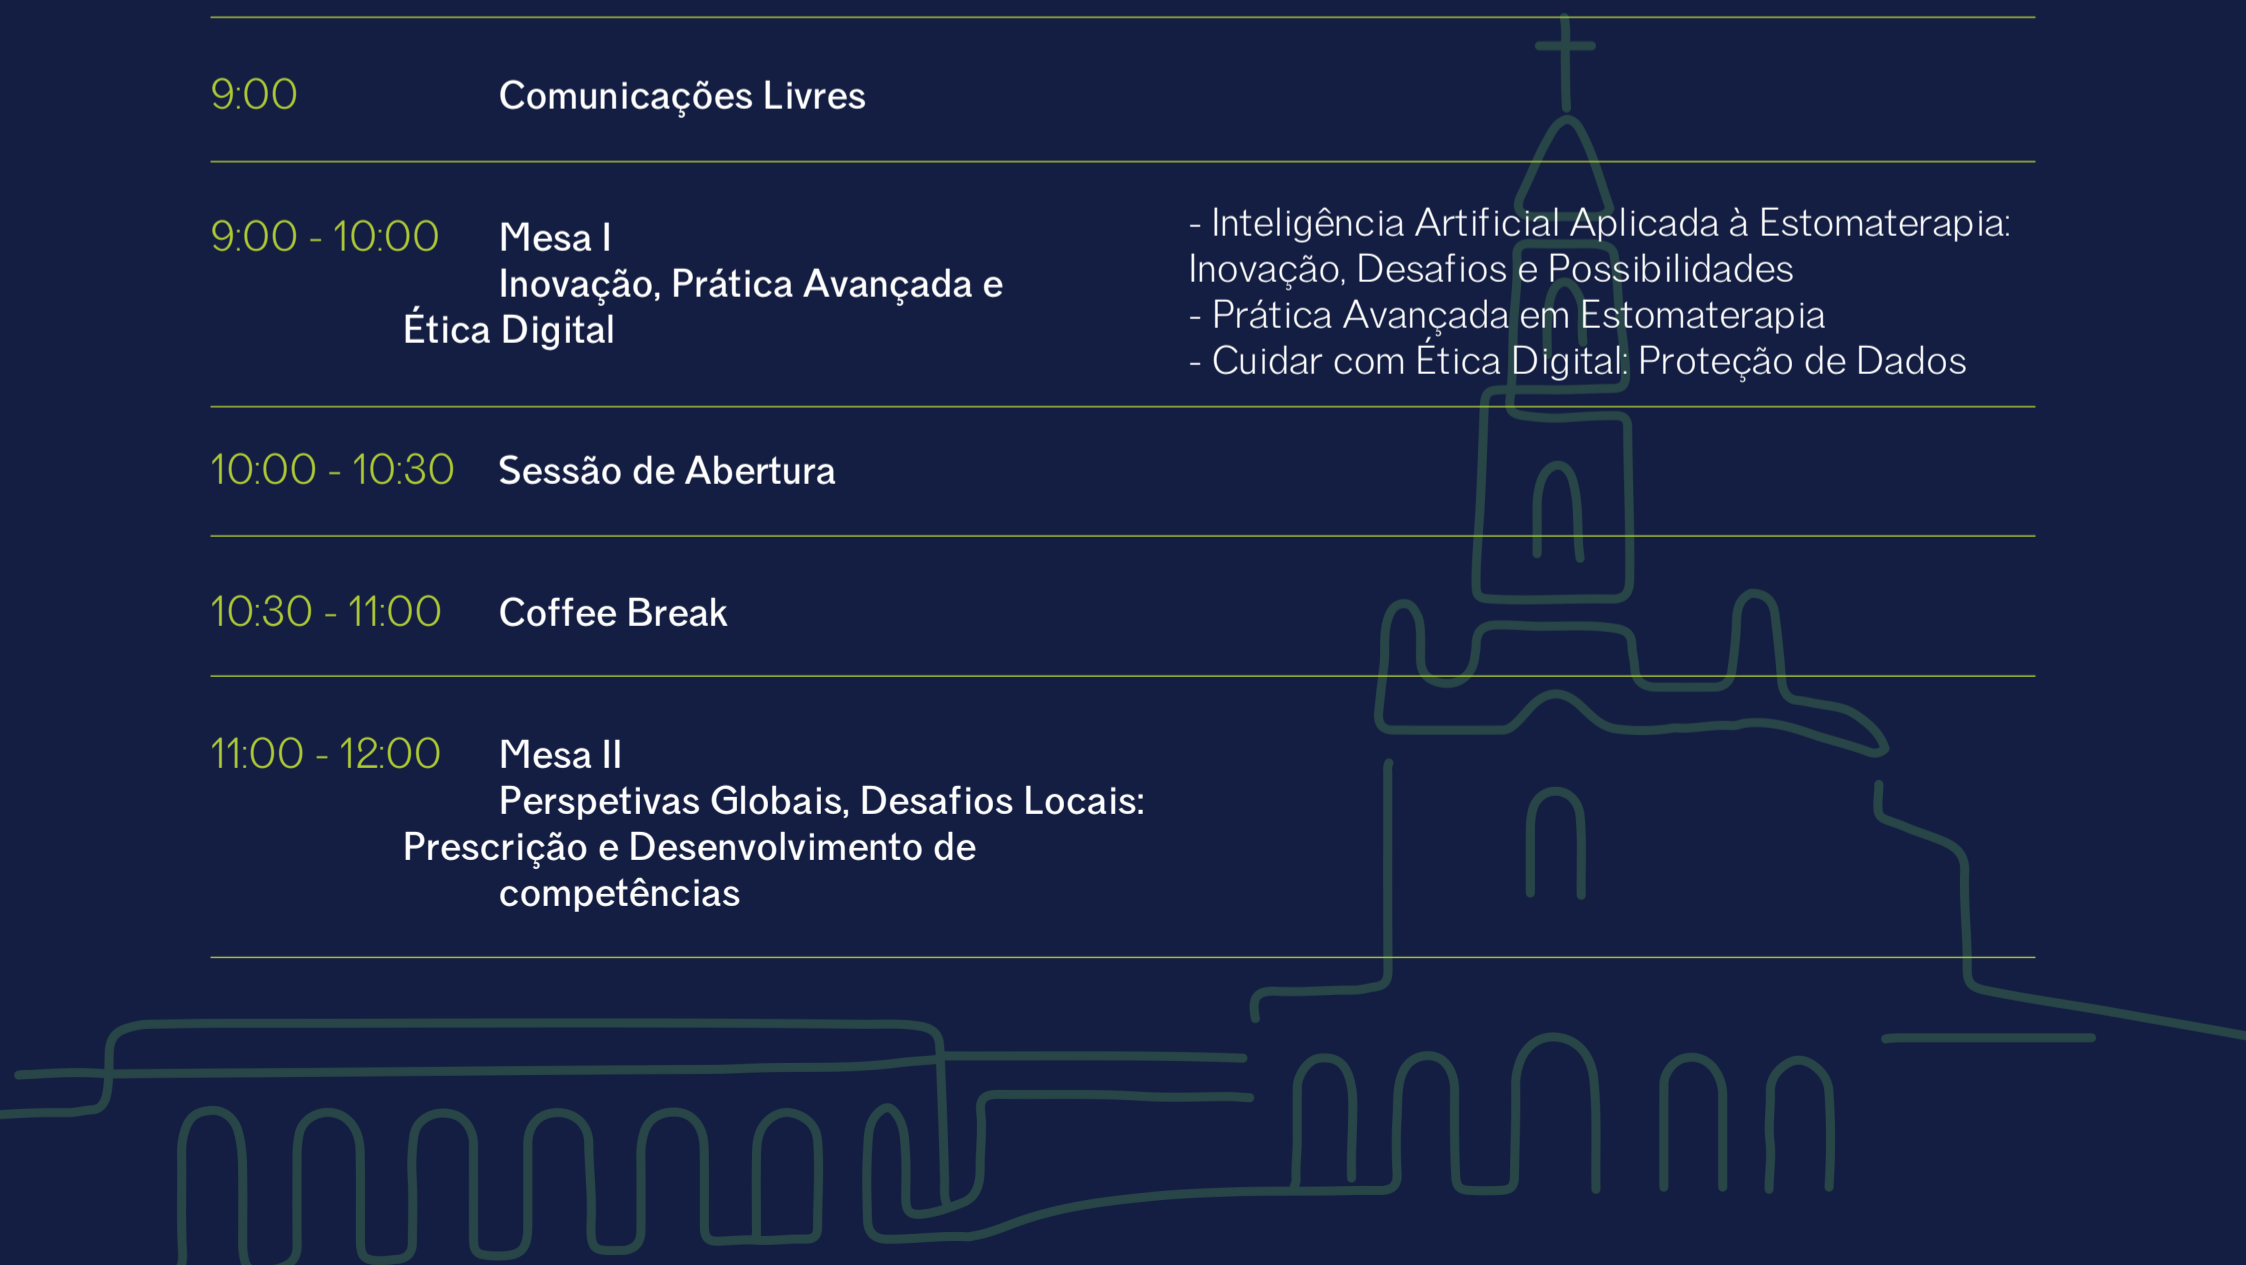 9:00 Comunicações Livres
9:00 - 10:00 Mesa I
Inovação, Prática Avançada e
Ética Digital
- Inteligência Artificial Aplicada à Estomaterapia:
Inovação, Desafios e Possibilidades
- Prática Avançada em Estomaterapia
- Cuidar com Ética Digital: Proteção de Dados
10:00 - 10:30 Sessão de Abertura
10:30 - 11:00 Coffee Break
11:00 - 12:00 Mesa II
Perspetivas Globais, Desafios Locais:
Prescrição e Desenvolvimento de
competências